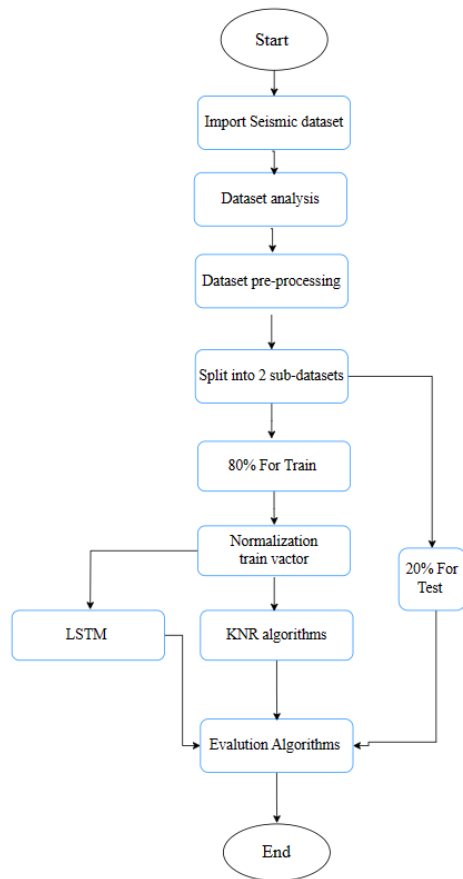 Start
Import Seismic dataset
Dataset analysis
Dataset pre-processing
Split into 2 sub-datasets
80% For Train
Normalization
train vactor
20% For
Test
LSTM
KNR algorithms
Evalution Algorithms
End